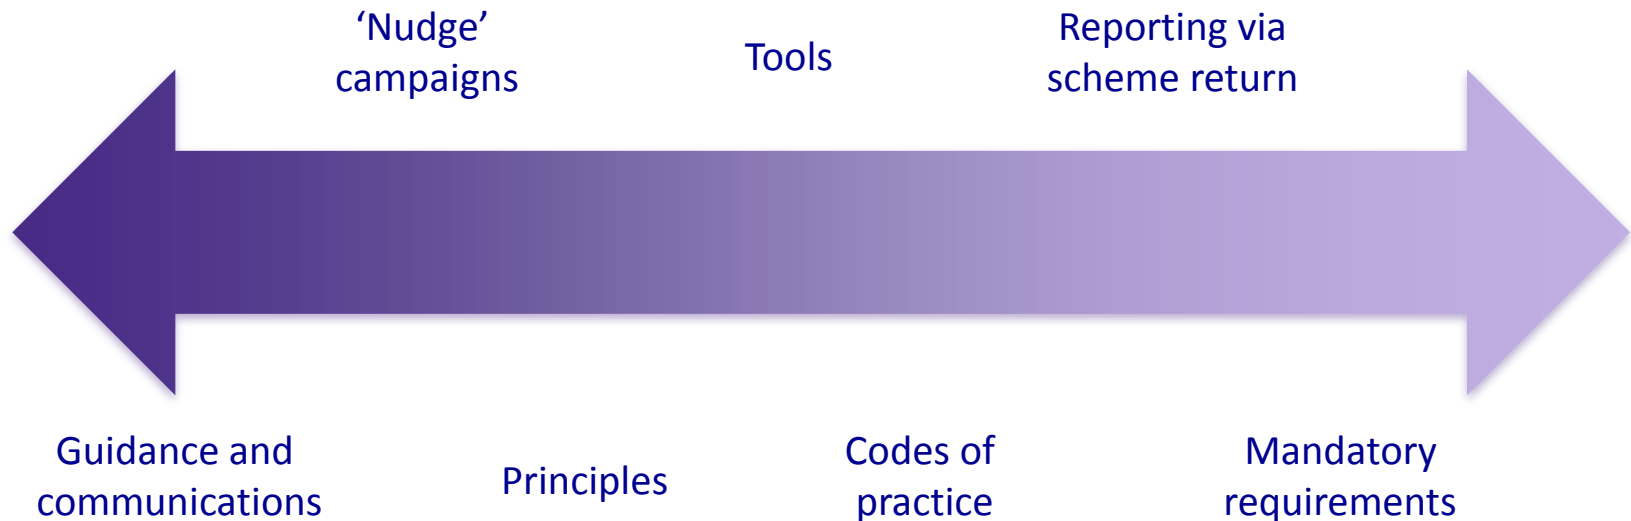 ‘Nudge’
campaigns
Tools
Reporting via
scheme return
Guidance and
communications
Principles
Codes of
practice
Mandatory
requirements